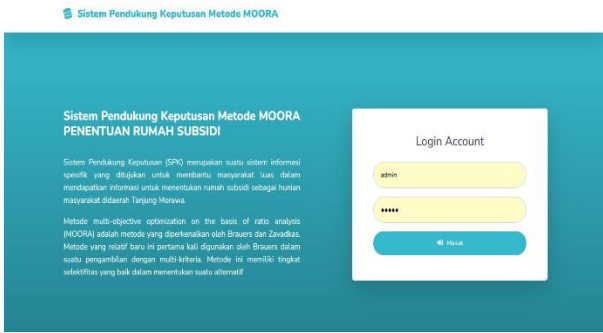 Sistem Pendukung Keputusan Metode MOORA
Sistem Pendukung Keputusan Metode MOORA
PENENTUAN RUMAH SUBSIDI
Sistem Pendukung Keputusan (SPK) merupakan suatu sistem informasi
spesifik yang ditujukan untuk membantu masyarakat luas dalam
mendapatkan informasi untuk menentukan rumah subsidi sebagai hunian
masyarakat didaerah Tanjung Morawa.
Metode multi-objective optimization on the basis of ratio analysis
(MOORA) adalah metode yang diperkenalkan oleh Brauers dan Zavadkas.
Metode yang relatif baru ini pertama kali digunakan oleh Brauers dalam
suatu pengambilan dengan multi-kriteria. Metode ini memiliki tingkat
selektifitas yang baik dalam menentukan suatu alternatif
Login Account
admin
•••••
Masuk